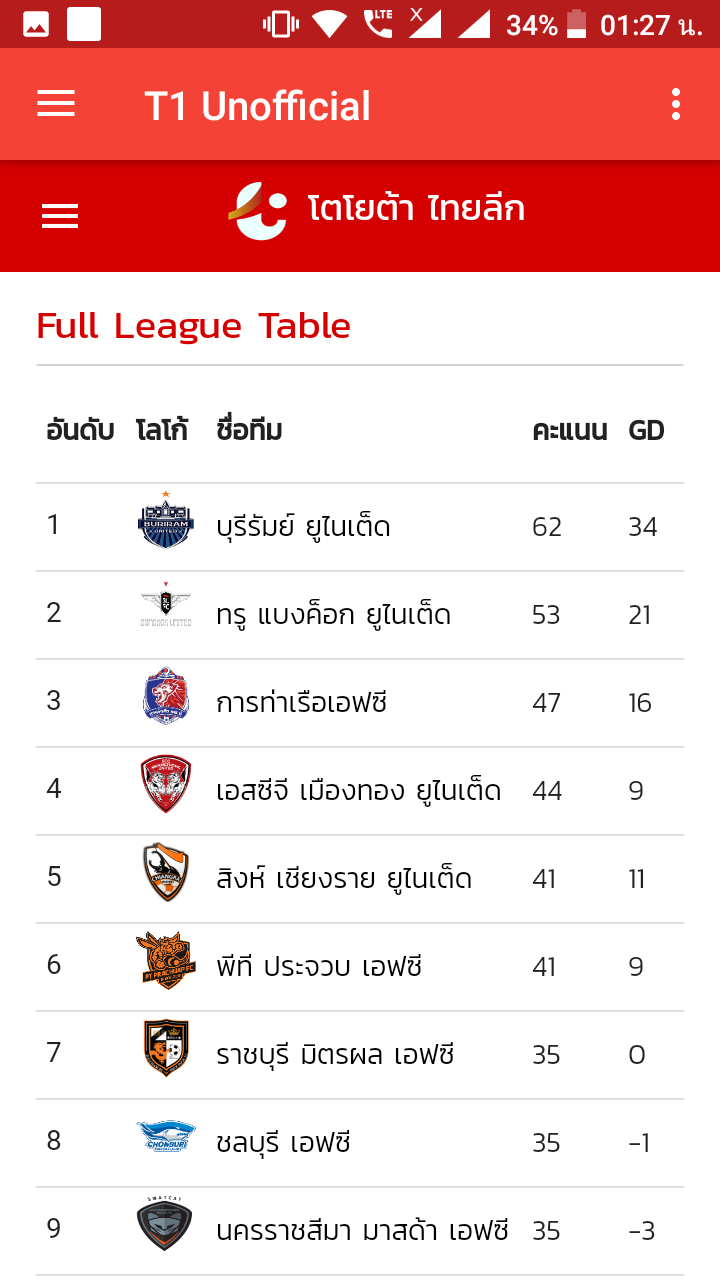 LTE X 34% 01:27 น.
T1 Unofficial
โตโยต้า ไทยลีก
Full League Table
อันดับ โลโก้ ชื่อทีม คะแนน GD
1 BURIRAM UNITED บุรีรัมย์ ยูไนเต็ด 62 34
2 BANGKOK UNITED ทรู แบงค็อก ยูไนเต็ด 53 21
3 การท่าเรือเอฟซี 47 16
4 เอสซีจี เมืองทอง ยูไนเต็ด 44 9
5 สิงห์ เชียงราย ยูไนเต็ด 41 11
6 PT PRACHUAP FC พีที ประจวบ เอฟซี 41 9
7 ราชบุรี มิตรผล เอฟซี 35 0
8 CHONBURI ชลบุรี เอฟซี 35 -1
9 SWATCAT นครราชสีมา มาสด้า เอฟซี 35 -3